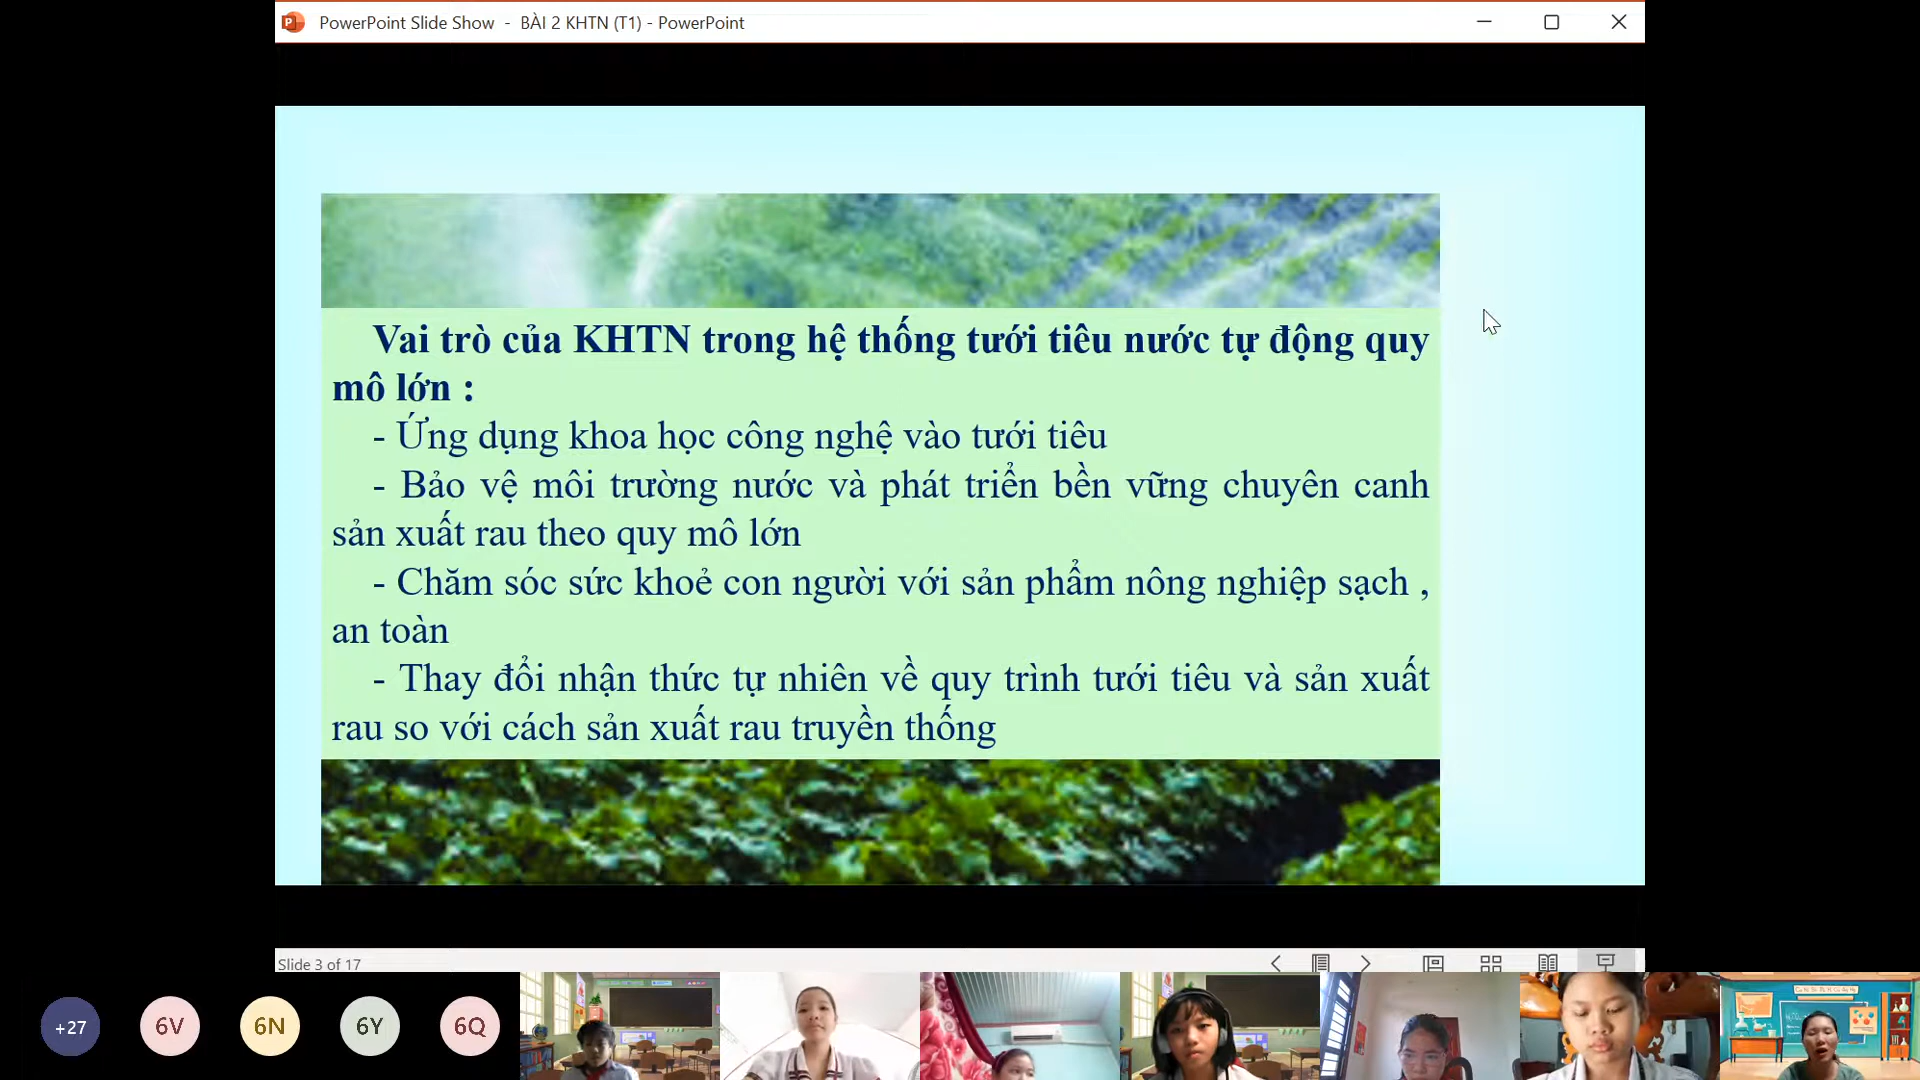 PowerPoint Slide Show - BÀI 2 KHTN (T1) - PowerPoint
Vai trò của KHTN trong hệ thống tưới tiêu nước tự động quy
mô lớn :
- Ứng dụng khoa học công nghệ vào tưới tiêu
- Bảo vệ môi trường nước và phát triển bền vững chuyên canh
sản xuất rau theo quy mô lớn
- Chăm sóc sức khoẻ con người với sản phẩm nông nghiệp sạch ,
an toàn
- Thay đổi nhận thức tự nhiên về quy trình tưới tiêu và sản xuất
rau so với cách sản xuất rau truyền thống
Slide 3 of 17
+27 6V 6N 6Y 6Q